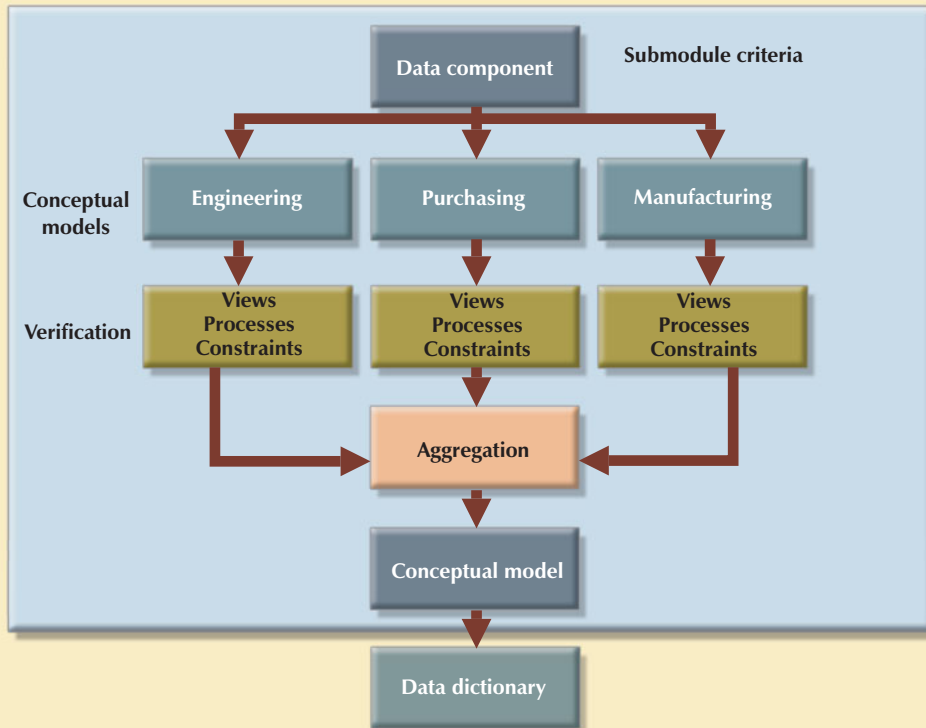 Data component
Submodule criteria
Conceptual
models
Engineering
Purchasing
Manufacturing
Verification
Views
Processes
Constraints
Views
Processes
Constraints
Views
Processes
Constraints
Aggregation
Conceptual model
Data dictionary